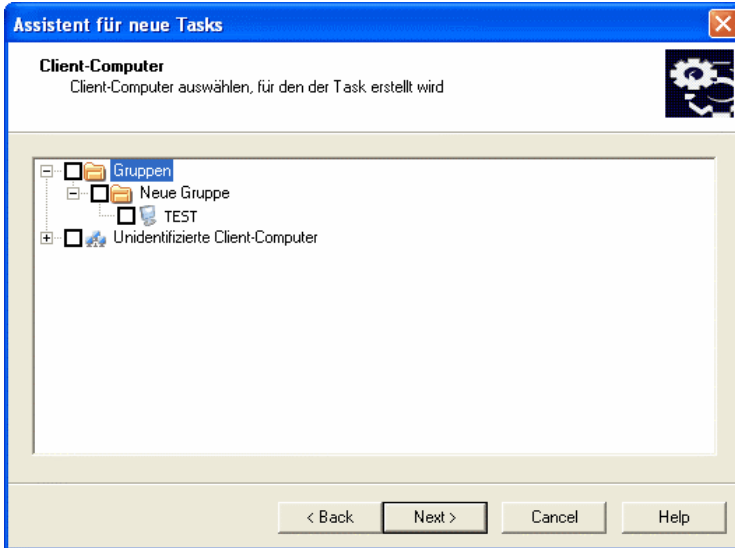 Assistent für neue Tasks
Client-Computer
Client-Computer auswählen, für den der Task erstellt wird
Gruppen
Neue Gruppe
TEST
Unidentifizierte Client-Computer
< Back Next > Cancel Help